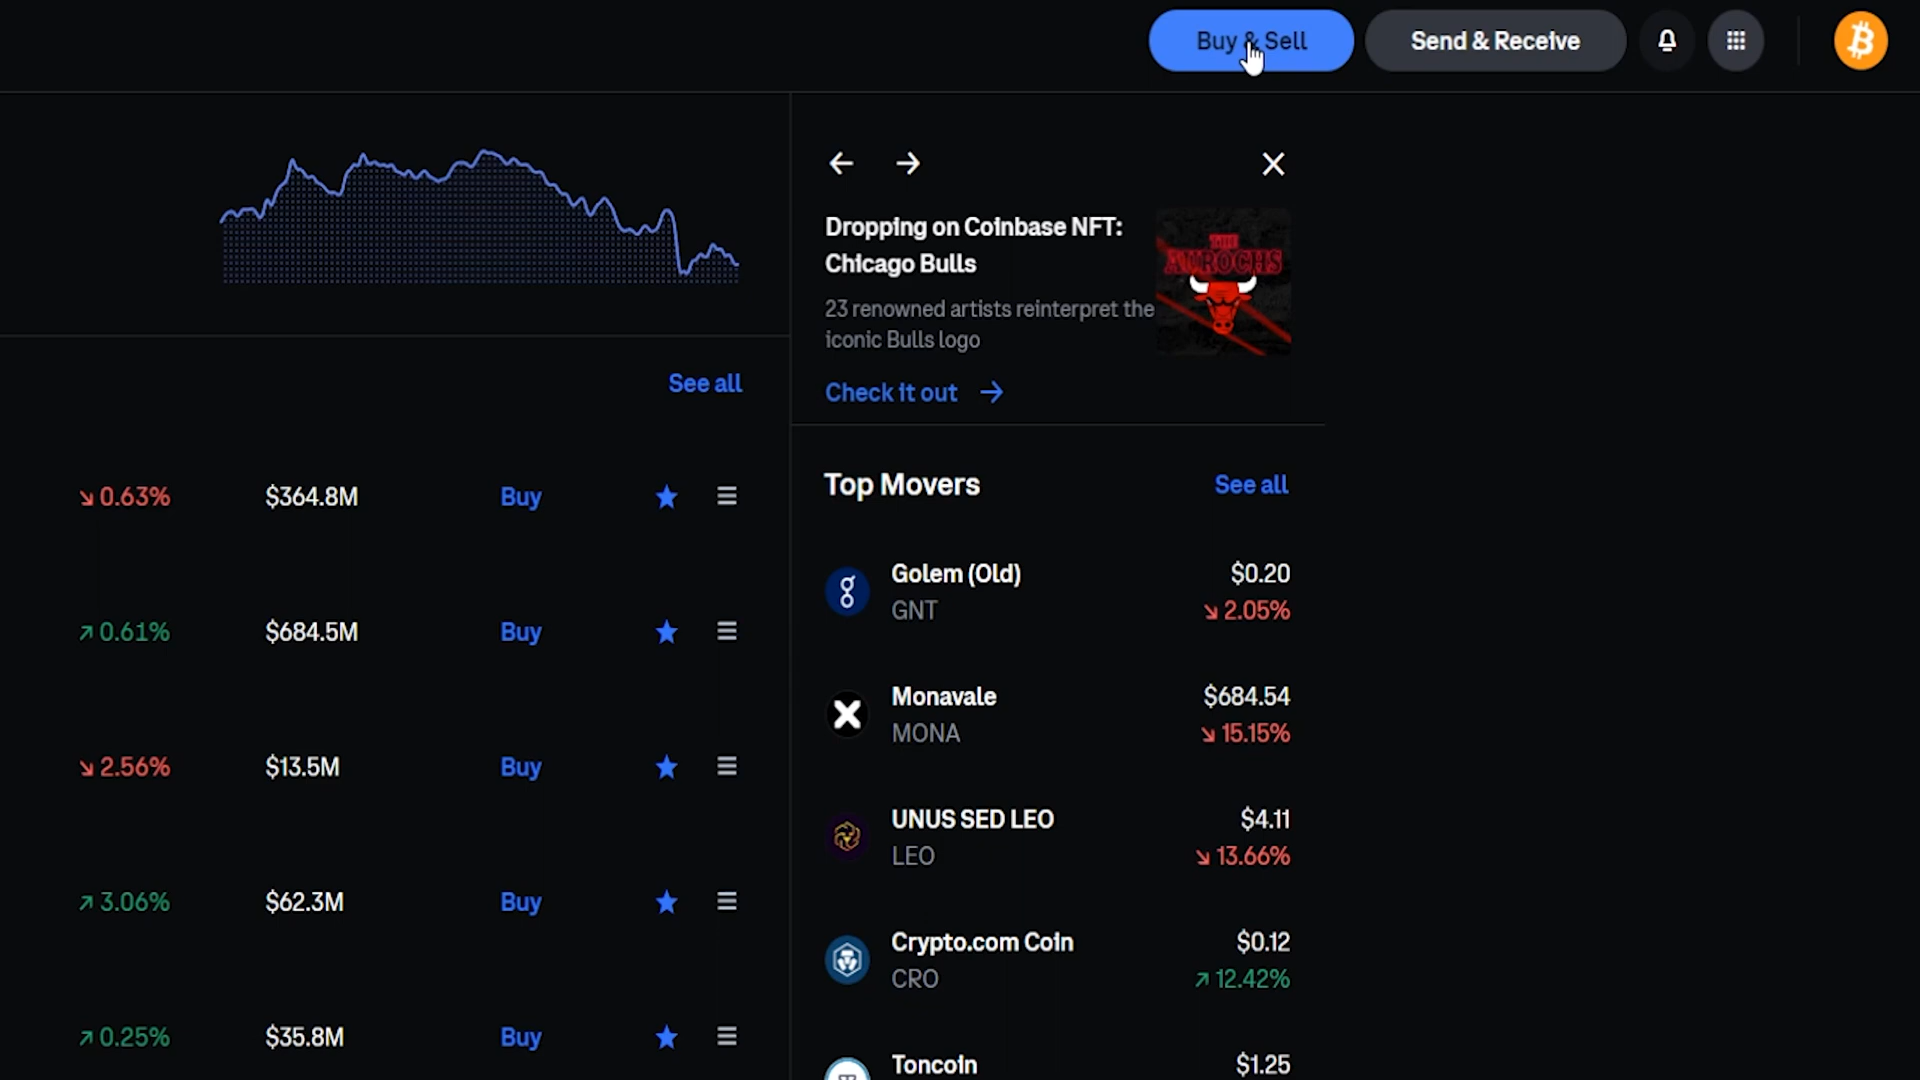 Buy & Sell
Send & Receive
Dropping on Coinbase NFT:
Chicago Bulls
23 renowned artists reinterpret the
iconic Bulls logo
THE
AUROCHS
Check it out
See all
0.63% $364.8M Buy
0.61% $684.5M Buy
2.56% $13.5M Buy
3.06% $62.3M Buy
0.25% $35.8M Buy
Top Movers See all
Golem (Old) $0.20
GNT 2.05%
Monavale $684.54
MONA 15.15%
UNUS SED LEO $4.11
LEO 13.66%
Crypto.com Coin $0.12
CRO 12.42%
Toncoin $1.25